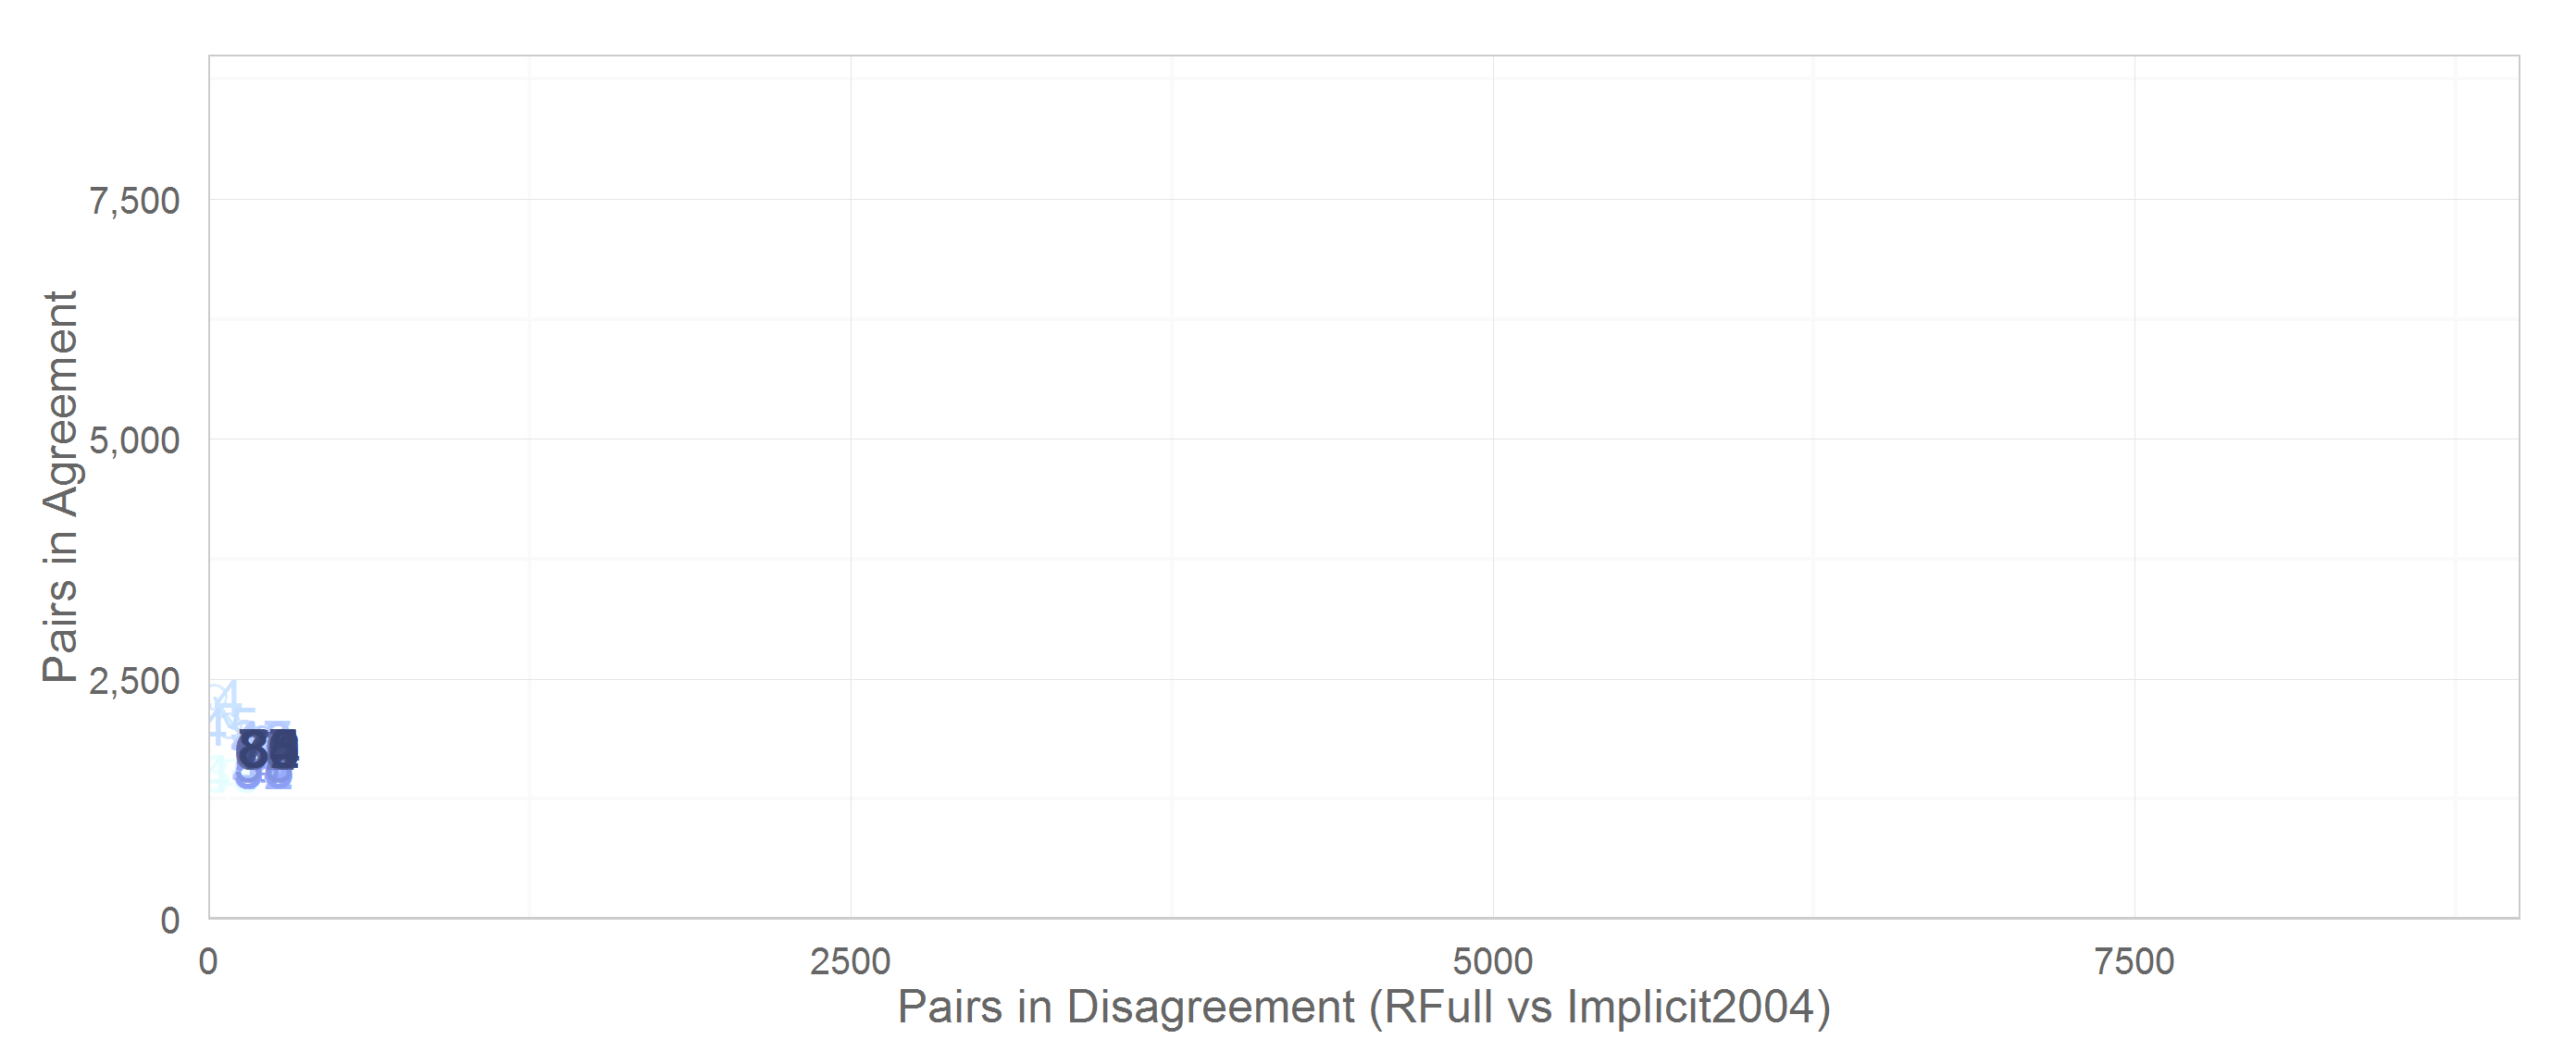 Pairs in Agreement
7,500
5,000
2,500
0
0 2500 5000 7500
Pairs in Disagreement (RFull vs Implicit2004)